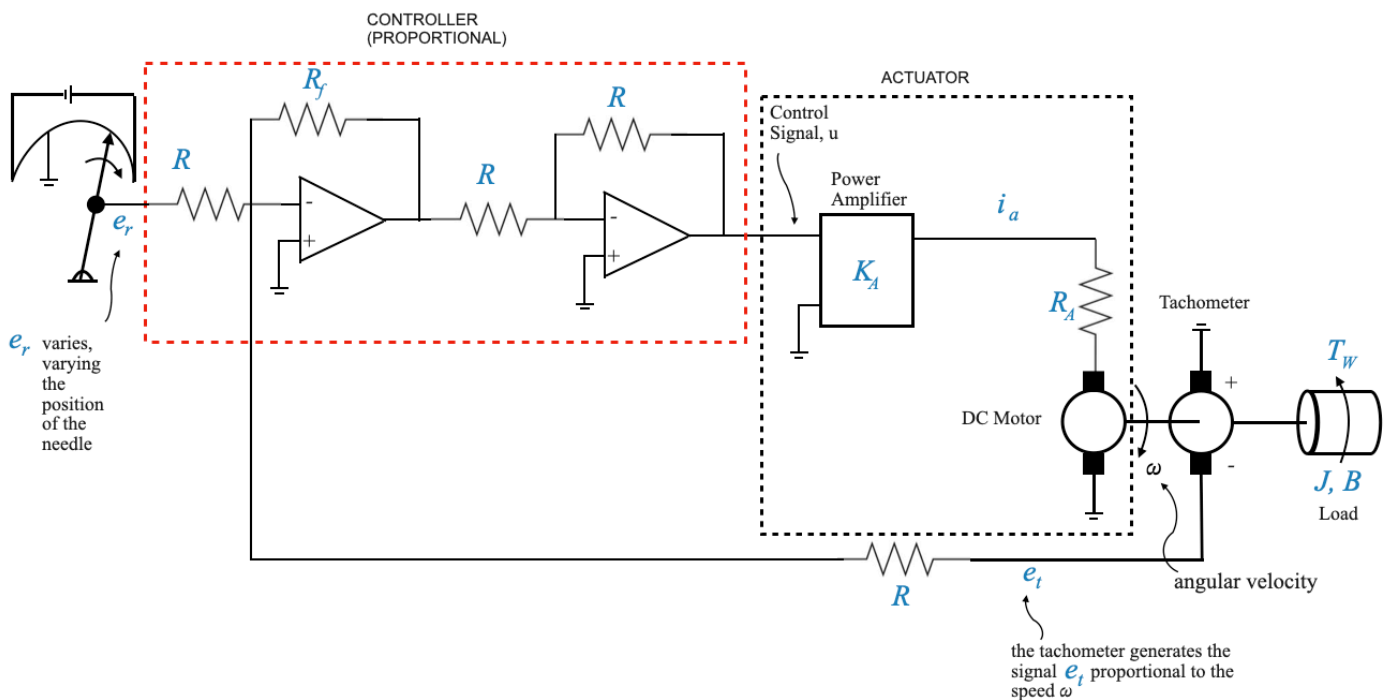 CONTROLLER
(PROPORTIONAL)
ACTUATOR
R_f
R
R
R
-
+
-
+
e_r
Control
Signal, u
Power
Amplifier
K_A
i_a
R_A
Tachometer
+
-
DC Motor
ω
T_W
J, B
Load
e_r varies,
varying
the
position
of the
needle
R
e_t
angular velocity
the tachometer generates the
signal e_t proportional to the
speed ω